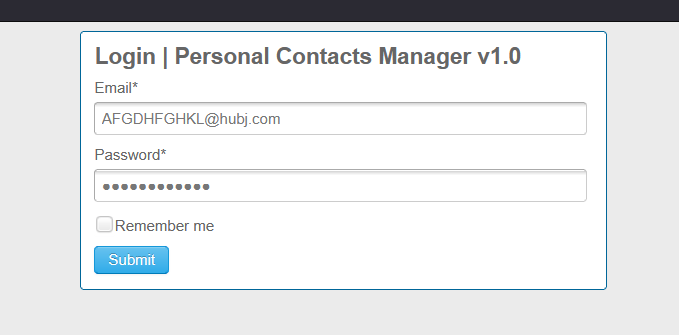 Login | Personal Contacts Manager v1.0
Email*
AFGDHFGHKL@hubj.com
Password*
●●●●●●●●●●●●
Remember me
Submit